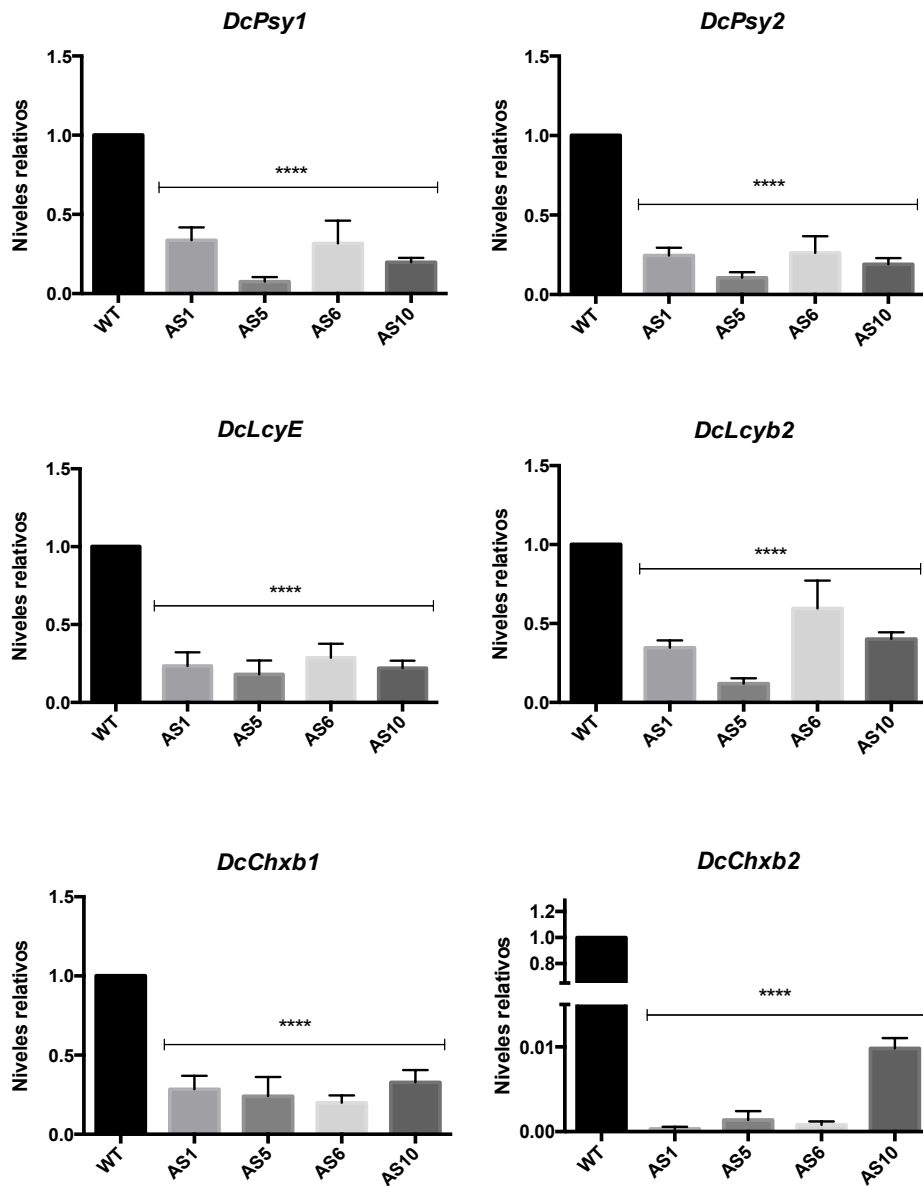 DcPsy1
Niveles relativos
1.5
1.0
0.5
0.0
****
WT
AS1
AS5
AS6
AS10
DcPsy2
Niveles relativos
1.5
1.0
0.5
0.0
****
WT
AS1
AS5
AS6
AS10
DcLcyE
Niveles relativos
1.5
1.0
0.5
0.0
****
WT
AS1
AS5
AS6
AS10
DcLcyb2
Niveles relativos
1.5
1.0
0.5
0.0
****
WT
AS1
AS5
AS6
AS10
DcChxb1
Niveles relativos
1.5
1.0
0.5
0.0
****
WT
AS1
AS5
AS6
AS10
DcChxb2
Niveles relativos
1.2
1.0
0.8
0.01
0.00
****
WT
AS1
AS5
AS6
AS10